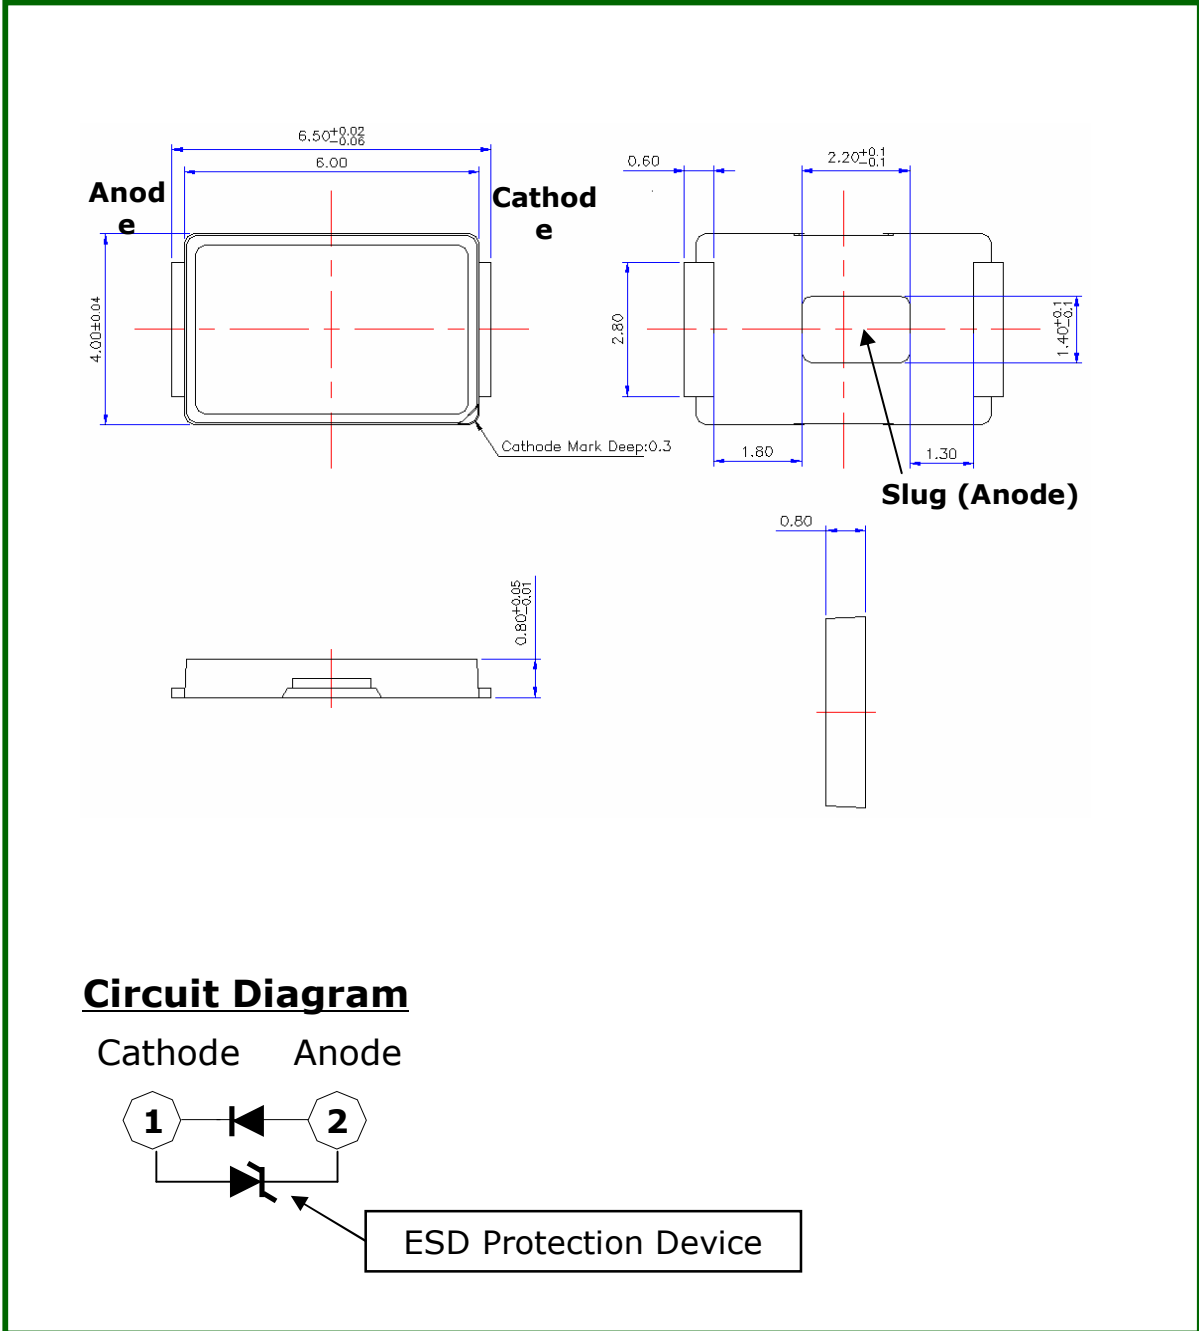 6.50+0.02
-0.06
6.00
Anod
e
Cathod
e
4.00±0.04
Cathode Mark Deep:0.3
0.60
2.20+0.1
-0.1
2.80
1.40+0.1
-0.1
1.80
1.30
Slug (Anode)
0.80+0.05
-0.01
0.80
Circuit Diagram
Cathode Anode
1 2
ESD Protection Device